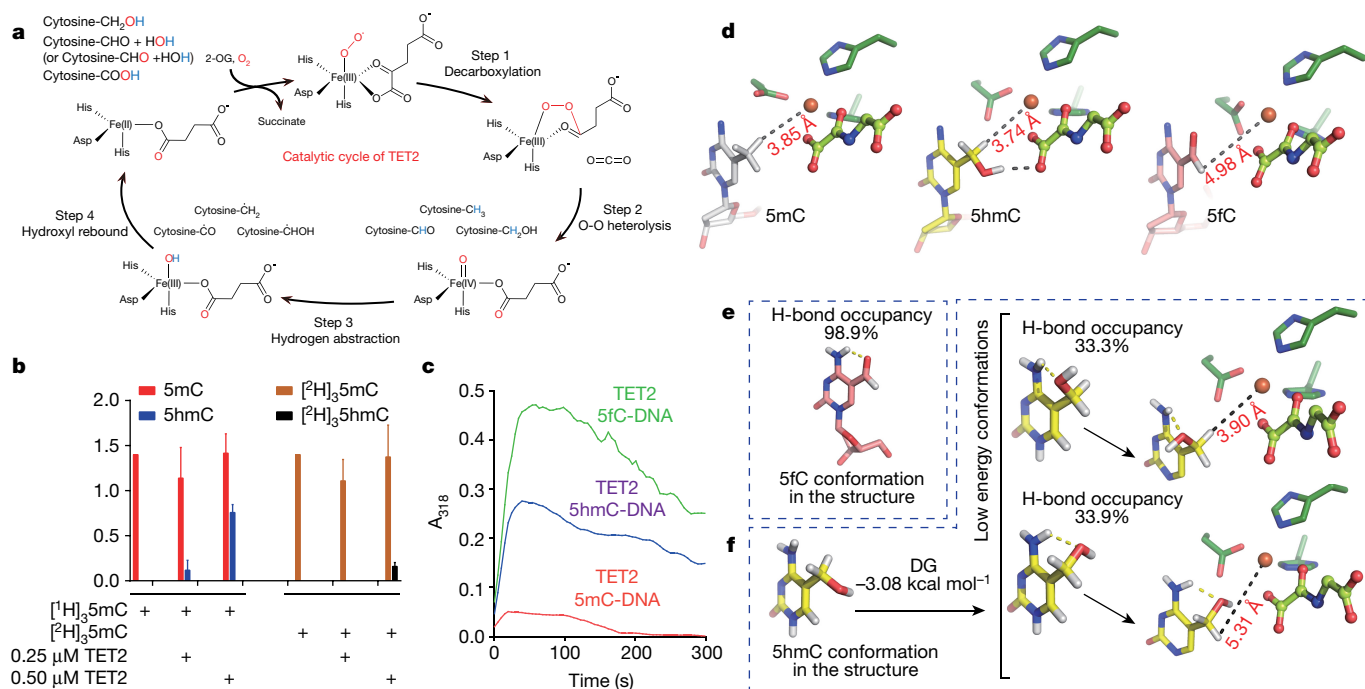 a
Cytosine-CH2OH
Cytosine-CHO + HOH
(or Cytosine-CHO +HOH)
Cytosine-COOH
2-OG, O2
Succinate
His
Asp
Fe(II)
His
O
O
O
O-
His
Asp
Fe(III)
His
O
O-
O
O
O
O
O-
Step 1
Decarboxylation
His
Asp
Fe(III)
His
O
O
O
O
O
O-
O=C=O
Catalytic cycle of TET2
Step 2
O-O heterolysis
Cytosine-CH3
Cytosine-CHO
Cytosine-CH2OH
O
His
Asp
Fe(IV)
His
O
O
O
O-
Step 3
Hydrogen abstraction
Step 4
Hydroxyl rebound
Cytosine-ĊH2
Cytosine-ĊO
Cytosine-ĊHOH
OH
His
Asp
Fe(III)
His
O
O
O
O-
b
5mC
5hmC
[2H]35mC
[2H]35hmC
2.0
1.5
1.0
0.5
0.0
[1H]35mC + + +
[2H]35mC + + +
0.25 μM TET2 + +
0.50 μM TET2 + +
c
A318
0.5
0.4
0.3
0.2
0.1
0.0
TET2
5fC-DNA
TET2
5hmC-DNA
TET2
5mC-DNA
0 100 200 300
Time (s)
d
3.85 Å
5mC
3.74 Å
5hmC
4.98 Å
5fC
e
H-bond occupancy
98.9%
5fC conformation
in the structure
f
DG
–3.08 kcal mol–1
5hmC conformation
in the structure
Low energy conformations
H-bond occupancy
33.3%
3.90 Å
H-bond occupancy
33.9%
5.31 Å